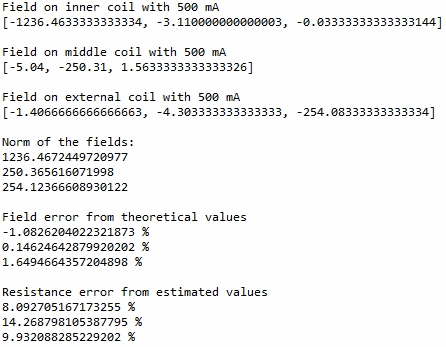 Field on inner coil with 500 mA
[-1236.4633333333334, -3.110000000000003, -0.03333333333333144]
Field on middle coil with 500 mA
[-5.04, -250.31, 1.5633333333333326]
Field on external coil with 500 mA
[-1.4066666666666663, -4.303333333333333, -254.08333333333334]
Norm of the fields:
1236.4672449720977
250.365616071998
254.12366608930122
Field error from theoretical values
-1.0826204022321873 %
0.14624642879920202 %
1.6494664357204898 %
Resistance error from estimated values
8.092705167173255 %
14.268798105387795 %
9.932088285229202 %